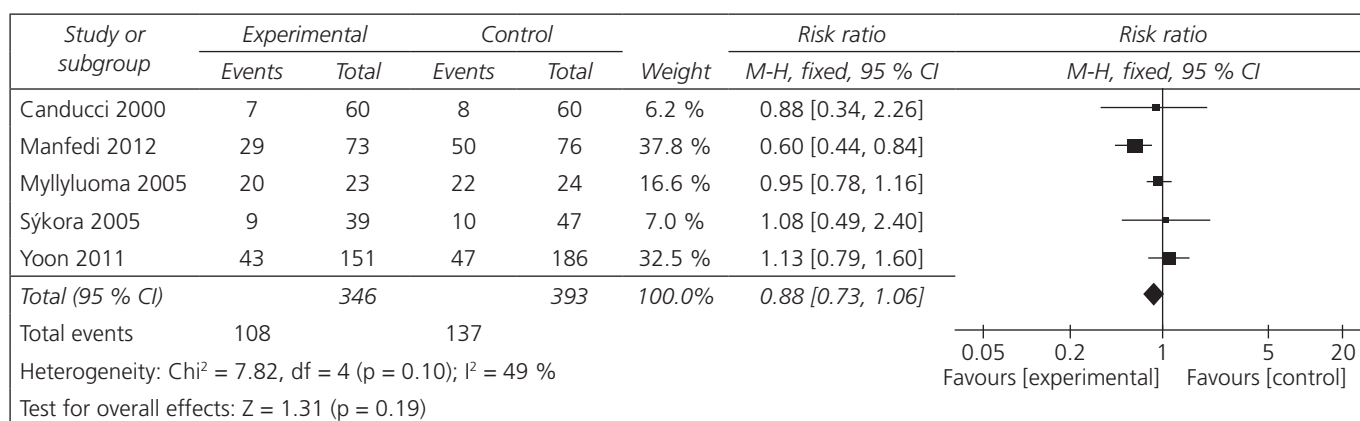 Study or subgroup Experimental Control Risk ratio Risk ratio
Events Total Events Total Weight M-H, fixed, 95 % CI M-H, fixed, 95 % CI
Canducci 2000 7 60 8 60 6.2 % 0.88 [0.34, 2.26]
Manfedi 2012 29 73 50 76 37.8 % 0.60 [0.44, 0.84]
Myllyluoma 2005 20 23 22 24 16.6 % 0.95 [0.78, 1.16]
Sýkora 2005 9 39 10 47 7.0 % 1.08 [0.49, 2.40]
Yoon 2011 43 151 47 186 32.5 % 1.13 [0.79, 1.60]
Total (95 % CI) 346 393 100.0% 0.88 [0.73, 1.06]
Total events 108 137
Heterogeneity: Chi² = 7.82, df = 4 (p = 0.10); I² = 49 %
Test for overall effects: Z = 1.31 (p = 0.19)
0.05 0.2 1 5 20
Favours [experimental] Favours [control]